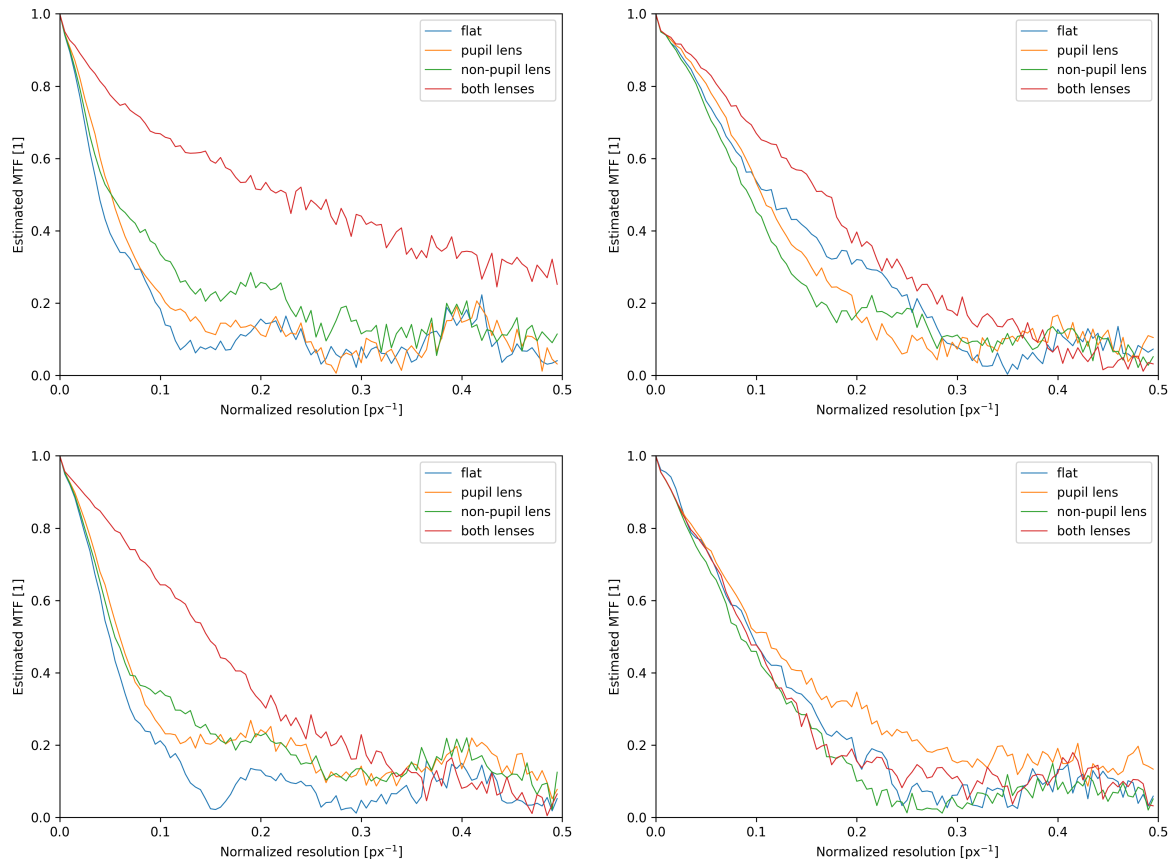 1.0
0.8
0.6
0.4
0.2
0.0
Estimated MTF [1]
flat
pupil lens
non-pupil lens
both lenses
0.0 0.1 0.2 0.3 0.4 0.5
Normalized resolution [px⁻¹]
1.0
0.8
0.6
0.4
0.2
0.0
Estimated MTF [1]
flat
pupil lens
non-pupil lens
both lenses
0.0 0.1 0.2 0.3 0.4 0.5
Normalized resolution [px⁻¹]
1.0
0.8
0.6
0.4
0.2
0.0
Estimated MTF [1]
flat
pupil lens
non-pupil lens
both lenses
0.0 0.1 0.2 0.3 0.4 0.5
Normalized resolution [px⁻¹]
1.0
0.8
0.6
0.4
0.2
0.0
Estimated MTF [1]
flat
pupil lens
non-pupil lens
both lenses
0.0 0.1 0.2 0.3 0.4 0.5
Normalized resolution [px⁻¹]